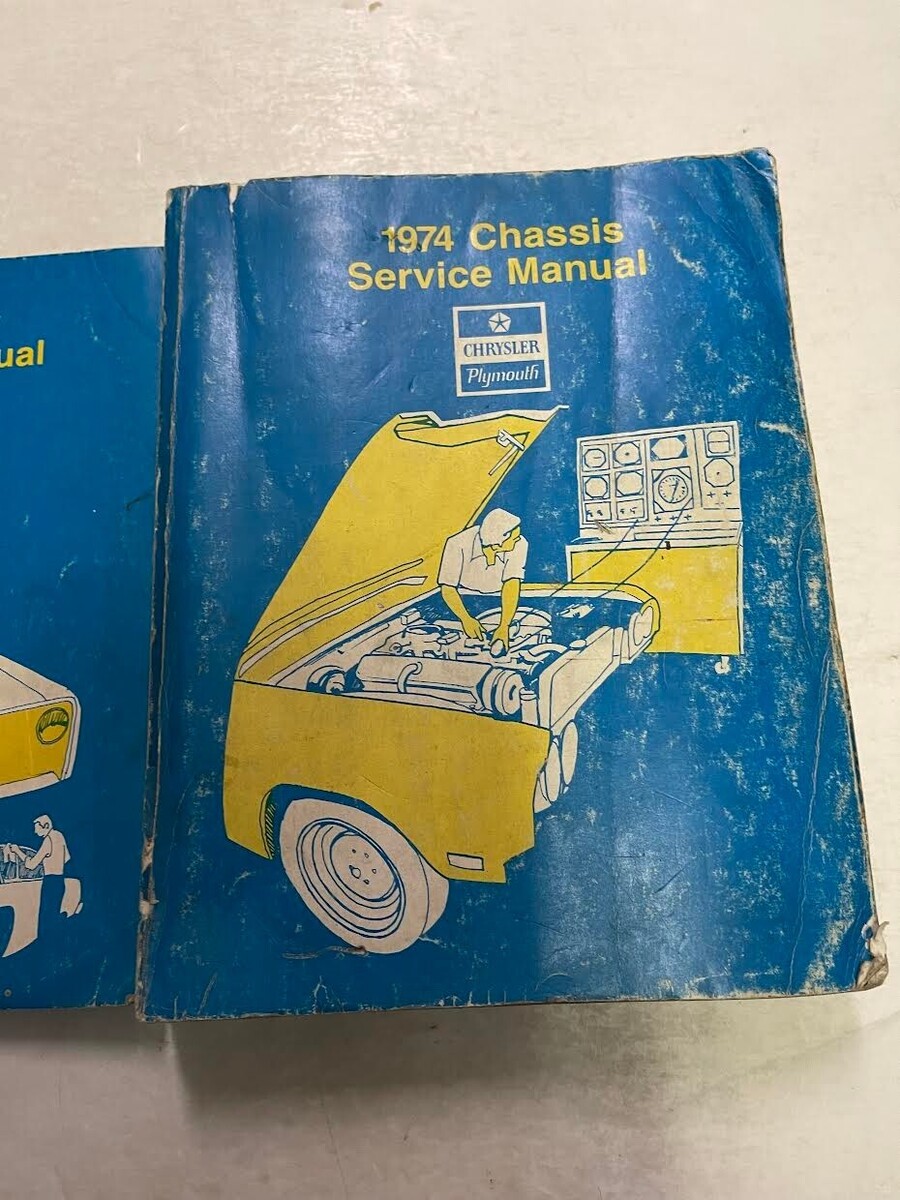 ual
1974 Chassis
Service Manual
CHRYSLER
Plymouth